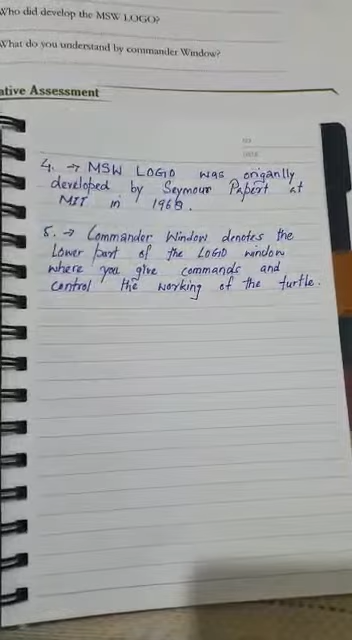 Who did develop the MSW LOGO?
What do you understand by commander Window?
ative Assessment
DATE
4. → MSW LOGO was origanlly
developed by Seymour Papert at
MIT in 1968.
5. → Commander Window denotes the
Lower part of the LOGO window
where you give commands and
control the working of the turtle.